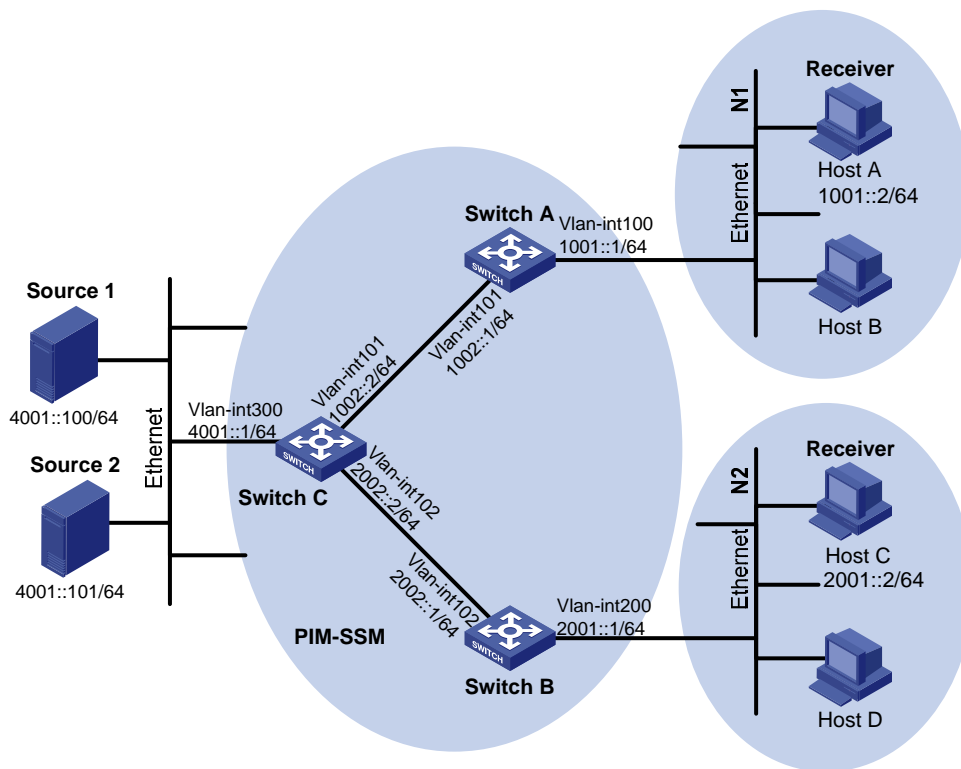 Source 1
4001::100/64
Source 2
4001::101/64
Ethernet
Vlan-int300
4001::1/64
SWITCH
Switch C
Vlan-int101
1002::2/64
Vlan-int101
1002::1/64
Switch A
SWITCH
Vlan-int100
1001::1/64
Vlan-int102
2002::2/64
Vlan-int102
2002::1/64
PIM-SSM
SWITCH
Switch B
Vlan-int200
2001::1/64
N1
Ethernet
Receiver
Host A
1001::2/64
Host B
N2
Ethernet
Receiver
Host C
2001::2/64
Host D